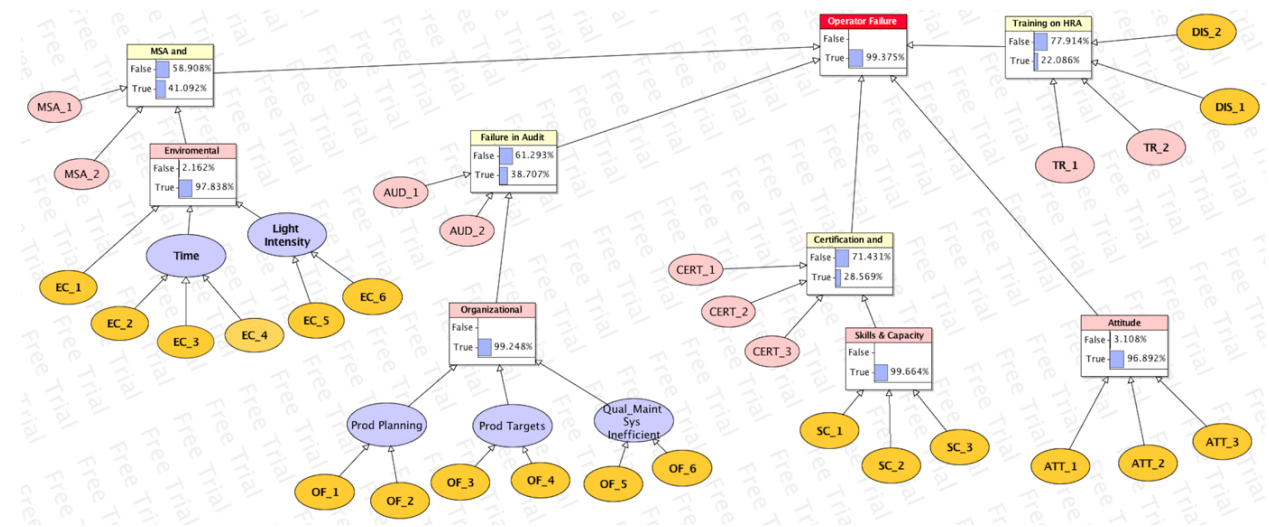 Operator Failure
False
True 99.375%
Training on HRA
False 77.914%
True 22.086%
DIS_2
DIS_1
TR_1
TR_2
MSA and
False 58.908%
True 41.092%
MSA_1
MSA_2
Enviromental
False 2.162%
True 97.838%
Time
Light
Intensity
EC_1
EC_2
EC_3
EC_4
EC_5
EC_6
Failure in Audit
False 61.293%
True 38.707%
AUD_1
AUD_2
Organizational
False
True 99.248%
Prod Planning
Prod Targets
Qual_Maint
Sys
Inefficient
OF_1
OF_2
OF_3
OF_4
OF_5
OF_6
Certification and
False 71.431%
True 28.569%
CERT_1
CERT_2
CERT_3
Skills & Capacity
False
True 99.664%
SC_1
SC_2
SC_3
Attitude
False 3.108%
True 96.892%
ATT_1
ATT_2
ATT_3
Free Trial